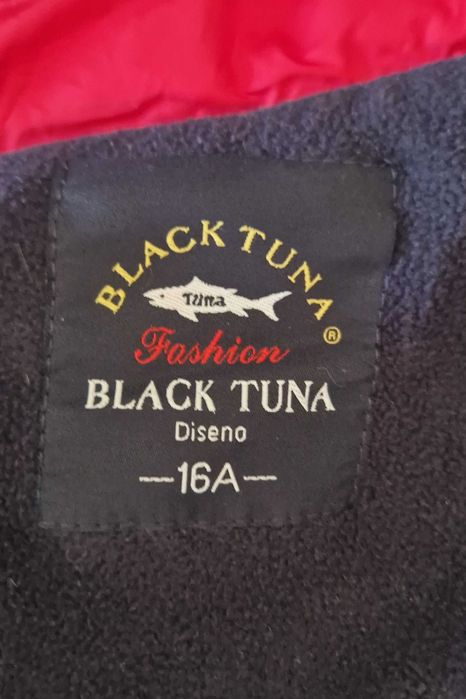 BLACK TUNA
Tuna
®
Fashion
BLACK TUNA
Diseno
—16A—